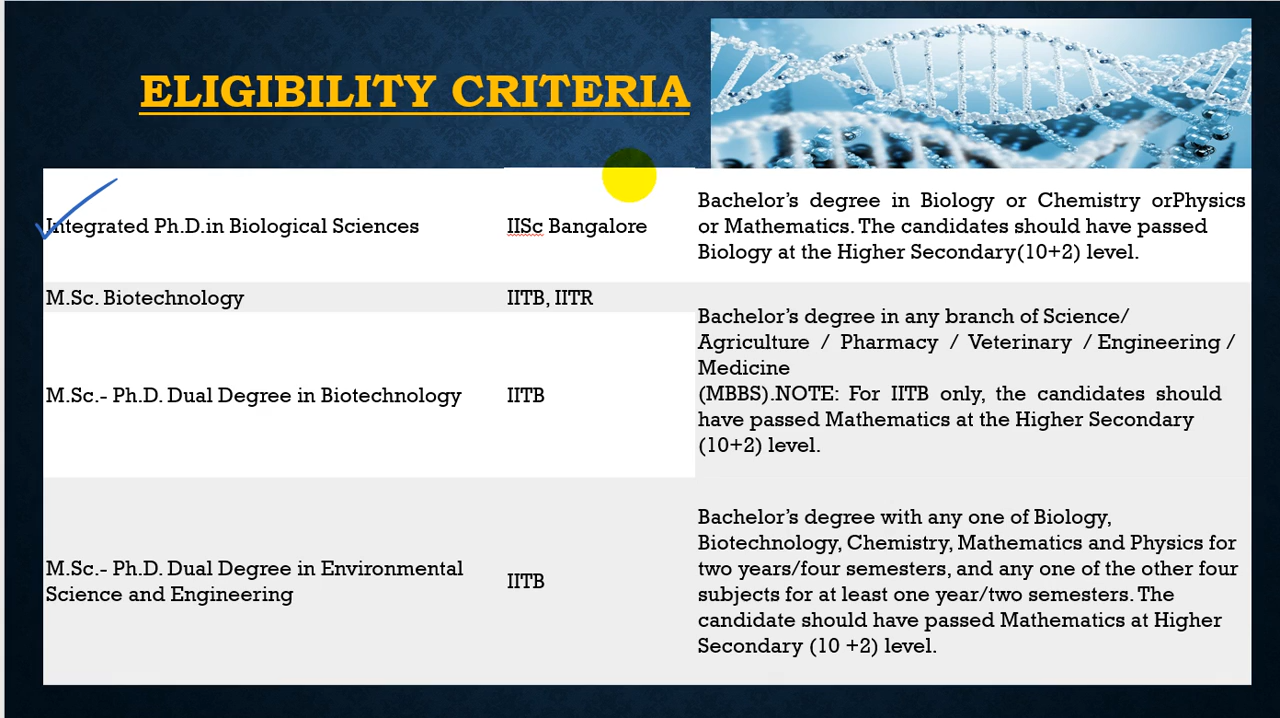 ELIGIBILITY CRITERIA
Integrated Ph.D.in Biological Sciences
IISc Bangalore
Bachelor's degree in Biology or Chemistry orPhysics
or Mathematics. The candidates should have passed
Biology at the Higher Secondary(10+2) level.
M.Sc. Biotechnology
IITB, IITR
Bachelor's degree in any branch of Science/
Agriculture / Pharmacy / Veterinary / Engineering /
Medicine
(MBBS).NOTE: For IITB only, the candidates should
have passed Mathematics at the Higher Secondary
(10+2) level.
M.Sc.- Ph.D. Dual Degree in Biotechnology
IITB
M.Sc.- Ph.D. Dual Degree in Environmental
Science and Engineering
IITB
Bachelor's degree with any one of Biology,
Biotechnology, Chemistry, Mathematics and Physics for
two years/four semesters, and any one of the other four
subjects for at least one year/two semesters. The
candidate should have passed Mathematics at Higher
Secondary (10 +2) level.